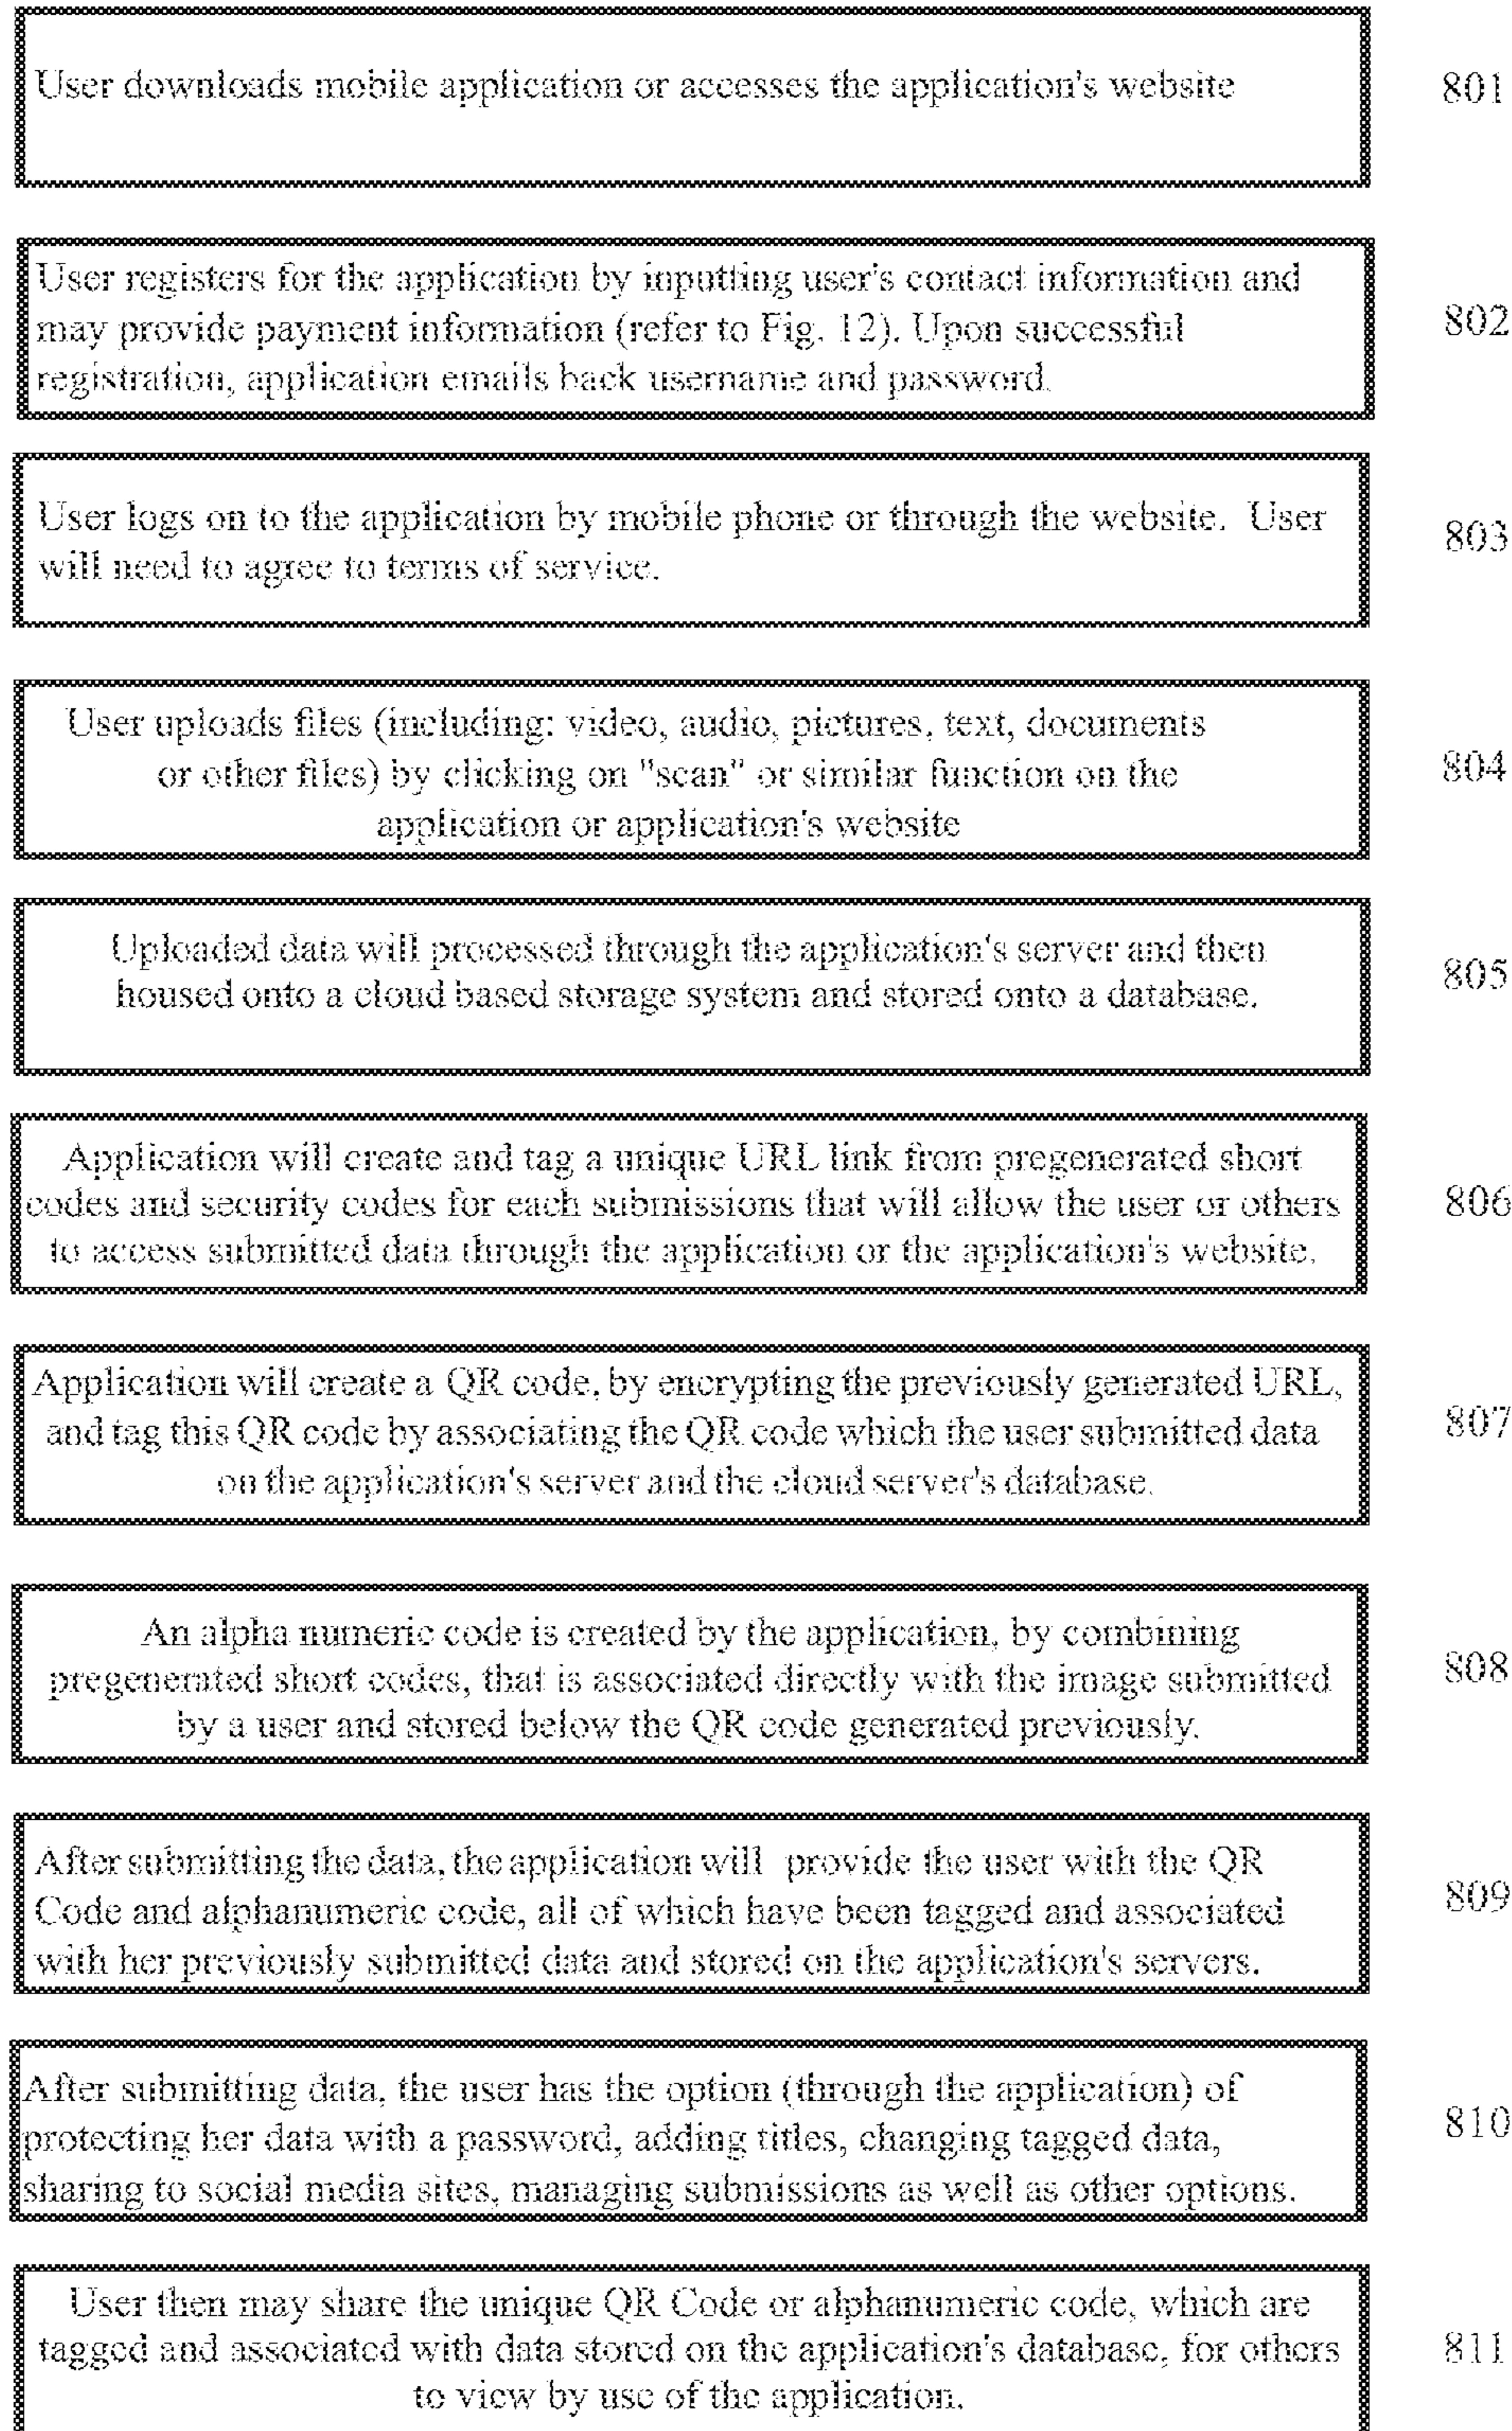 User downloads mobile application or accesses the application's website
801
User registers for the application by inputting user's contact information and
may provide payment information (refer to Fig. 12). Upon successful
registration, application emails back username and password.
802
User logs on to the application by mobile phone or through the website. User
will need to agree to terms of service.
803
User uploads files (including: video, audio, pictures, text, documents
or other files) by clicking on "scan" or similar function on the
application or application's website
804
Uploaded data will processed through the application's server and then
housed onto a cloud based storage system and stored onto a database.
805
Application will create and tag a unique URL link from pregenerated short
codes and security codes for each submissions that will allow the user or others
to access submitted data through the application or the application's website.
806
Application will create a QR code, by encrypting the previously generated URL,
and tag this QR code by associating the QR code which the user submitted data
on the application's server and the cloud server's database.
807
An alpha numeric code is created by the application, by combining
pregenerated short codes, that is associated directly with the image submitted
by a user and stored below the QR code generated previously.
808
After submitting the data, the application will provide the user with the QR
Code and alphanumeric code, all of which have been tagged and associated
with her previously submitted data and stored on the application's servers.
809
After submitting data, the user has the option (through the application) of
protecting her data with a password, adding titles, changing tagged data,
sharing to social media sites, managing submissions as well as other options.
810
User then may share the unique QR Code or alphanumeric code, which are
tagged and associated with data stored on the application's database, for others
to view by use of the application.
811